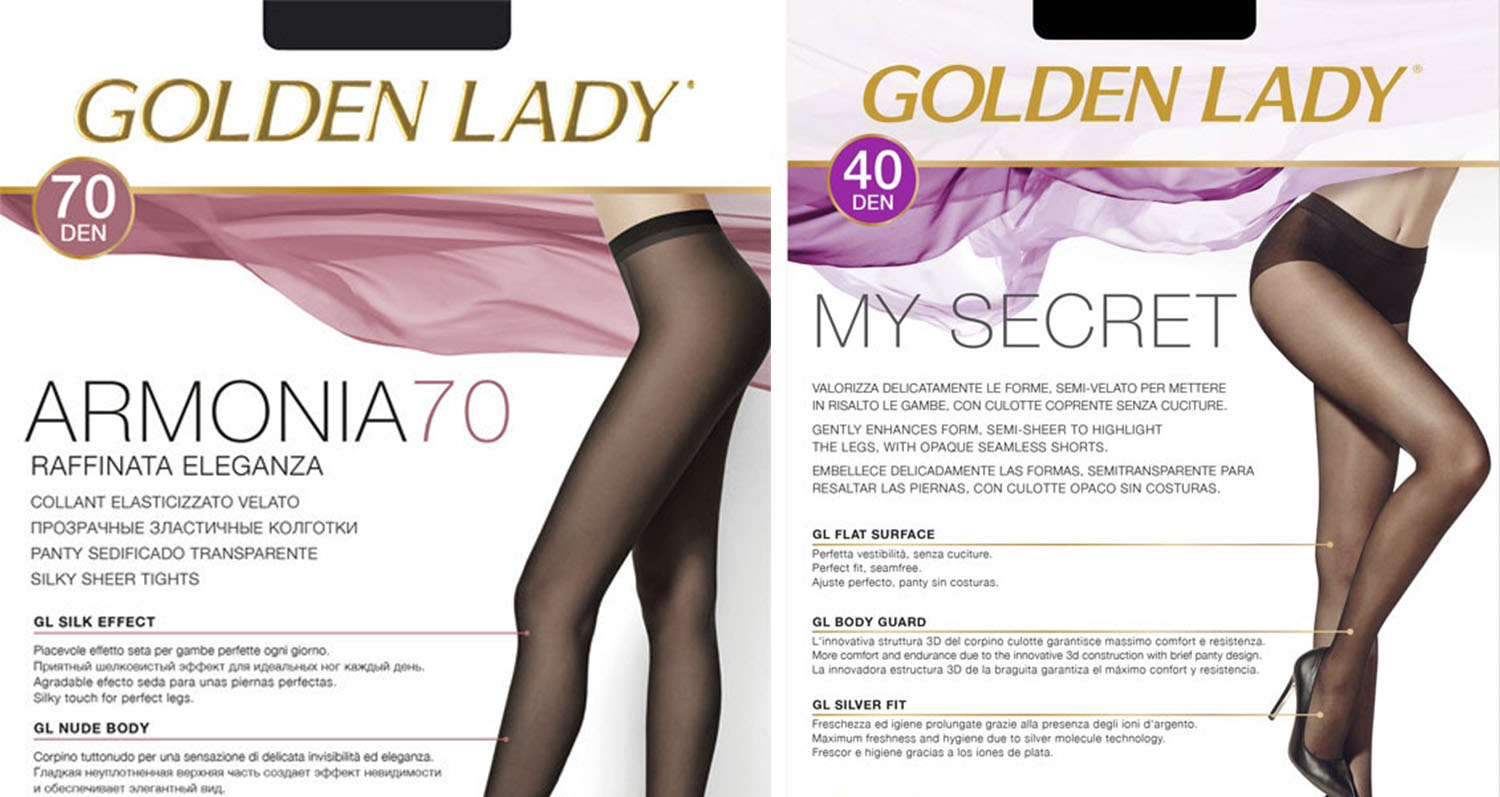 GOLDEN LADY
70
DEN
ARMONIA70
RAFFINATA ELEGANZA
COLLANT ELASTICIZZATO VELATO
ПРОЗРАЧНЫЕ ЗЛАСТИЧНЫЕ КОЛГОТКИ
PANTY SEDIFICADO TRANSPARENTE
SILKY SHEER TIGHTS
GL SILK EFFECT
Piacevole effetto seta per gambe perfette ogni giorno.
Приятный шелковистый эффект для идеальных ног каждый день.
Agradable efecto seda para unas piernas perfectas.
Silky touch for perfect legs.
GL NUDE BODY
Corpino tuttonudo per una sensazione di delicata invisibilità ed eleganza.
Гладкая неуплотненная верхняя часть создает эффект невидимости
и обеспечивает элегантный вид.
GOLDEN LADY®
40
DEN
MY SECRET
VALORIZZA DELICATAMENTE LE FORME, SEMI-VELATO PER METTERE
IN RISALTO LE GAMBE, CON CULOTTE COPRENTE SENZA CUCITURE.
GENTLY ENHANCES FORM, SEMI-SHEER TO HIGHLIGHT
THE LEGS, WITH OPAQUE SEAMLESS SHORTS.
EMBELLECE DELICADAMENTE LAS FORMAS, SEMITRANSPARENTE PARA
RESALTAR LAS PIERNAS, CON CULOTTE OPACO SIN COSTURAS.
GL FLAT SURFACE
Perfetta vestibilità, senza cuciture.
Perfect fit, seamfree.
Ajuste perfecto, panty sin costuras.
GL BODY GUARD
L'innovativa struttura 3D del corpino culotte garantisce massimo comfort e resistenza.
More comfort and endurance due to the innovative 3d construction with brief panty design.
La innovadora estructura 3D de la braguita garantiza el máximo confort y resistencia.
GL SILVER FIT
Freschezza ed igiene prolungate grazie alla presenza degli ioni d'argento.
Maximum freshness and hygiene due to silver molecule technology.
Frescor e higiene gracias a los iones de plata.